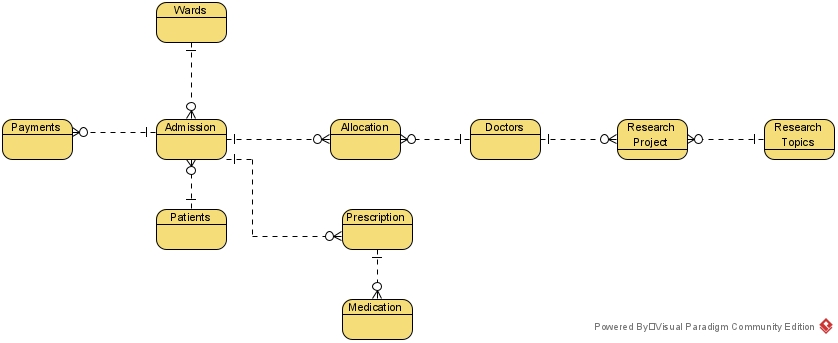 Wards
Payments
Admission
Allocation
Doctors
Research
Project
Research
Topics
Patients
Prescription
Medication
Powered By□Visual Paradigm Community Edition